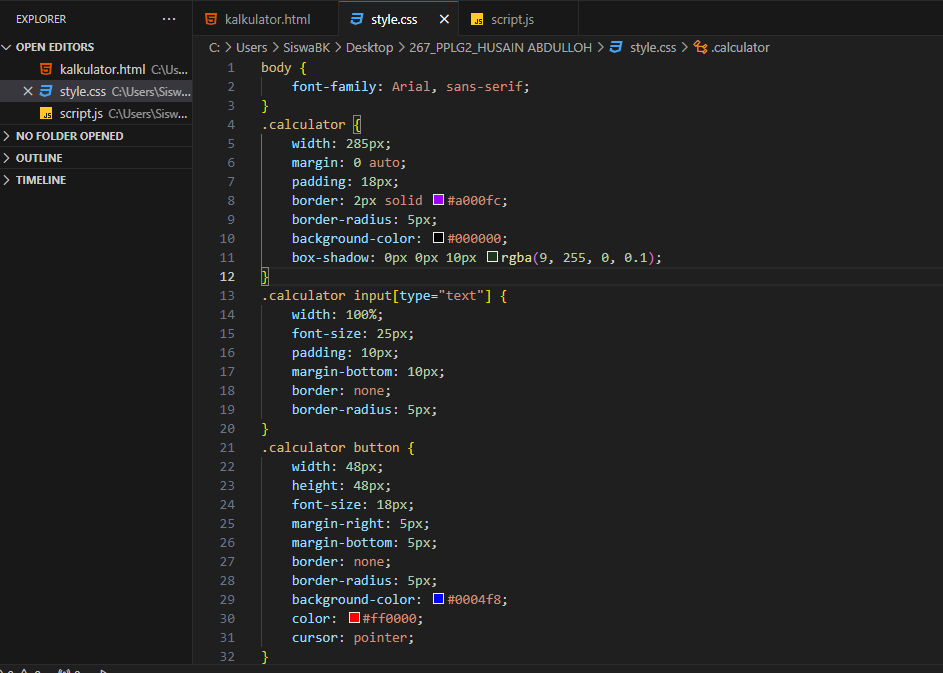 EXPLORER ···
kalkulator.html
style.css
script.js
OPEN EDITORS
kalkulator.html C:\Us...
style.css C:\Users\Sisw...
script.js C:\Users\Sisw...
NO FOLDER OPENED
OUTLINE
TIMELINE
C: > Users > SiswaBK > Desktop > 267_PPLG2_HUSAIN ABDULLOH > style.css > .calculator
1 body {
2 font-family: Arial, sans-serif;
3 }
4 .calculator {
5 width: 285px;
6 margin: 0 auto;
7 padding: 18px;
8 border: 2px solid #a000fc;
9 border-radius: 5px;
10 background-color: #000000;
11 box-shadow: 0px 0px 10px rgba(9, 255, 0, 0.1);
12 }
13 .calculator input[type="text"] {
14 width: 100%;
15 font-size: 25px;
16 padding: 10px;
17 margin-bottom: 10px;
18 border: none;
19 border-radius: 5px;
20 }
21 .calculator button {
22 width: 48px;
23 height: 48px;
24 font-size: 18px;
25 margin-right: 5px;
26 margin-bottom: 5px;
27 border: none;
28 border-radius: 5px;
29 background-color: #0004f8;
30 color: #ff0000;
31 cursor: pointer;
32 }